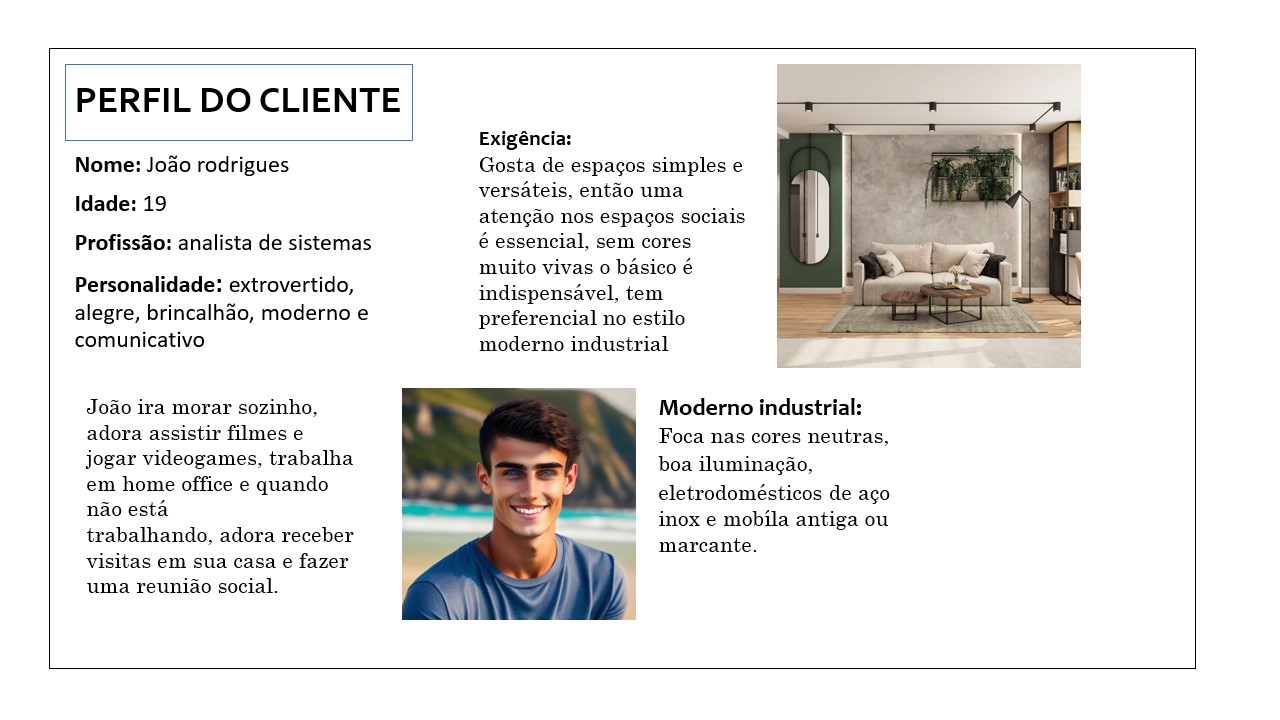 PERFIL DO CLIENTE
Nome: João rodrigues
Idade: 19
Profissão: analista de sistemas
Personalidade: extrovertido,
alegre, brincalhão, moderno e
comunicativo
Exigência:
Gosta de espaços simples e
versáteis, então uma
atenção nos espaços sociais
é essencial, sem cores
muito vivas o básico é
indispensável, tem
preferencial no estilo
moderno industrial
João ira morar sozinho,
adora assistir filmes e
jogar videogames, trabalha
em home office e quando
não está
trabalhando, adora receber
visitas em sua casa e fazer
uma reunião social.
Moderno industrial:
Foca nas cores neutras,
boa iluminação,
eletrodomésticos de aço
inox e mobíla antiga ou
marcante.